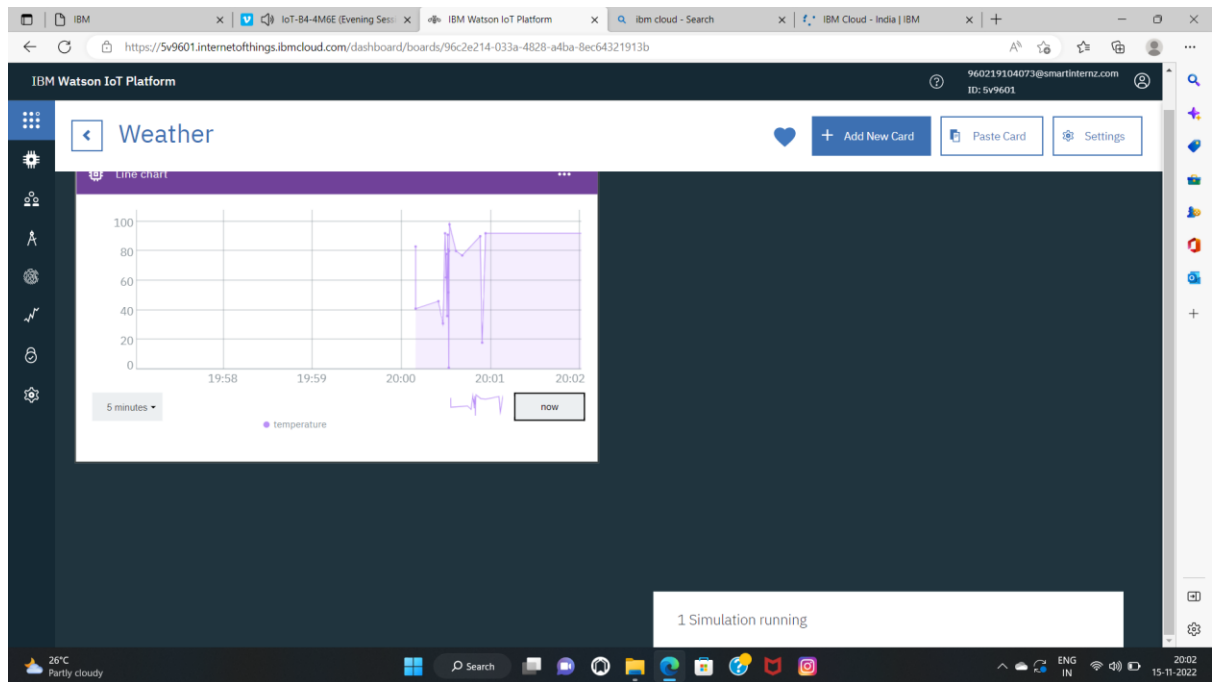 IBM
IoT-B4-4M6E (Evening Sess
IBM Watson IoT Platform
ibm cloud - Search
IBM Cloud - India | IBM
https://5v9601.internetofthings.ibmcloud.com/dashboard/boards/96c2e214-033a-4828-a4ba-8ec64321913b
IBM Watson IoT Platform
960219104073@smartinternz.com
ID: 5v9601
Weather
Add New Card
Paste Card
Settings
Line chart
100
80
60
40
20
0
19:58 19:59 20:00 20:01 20:02
5 minutes
now
temperature
1 Simulation running
26°C
Partly cloudy
Search
ENG
IN
20:02
15-11-2022